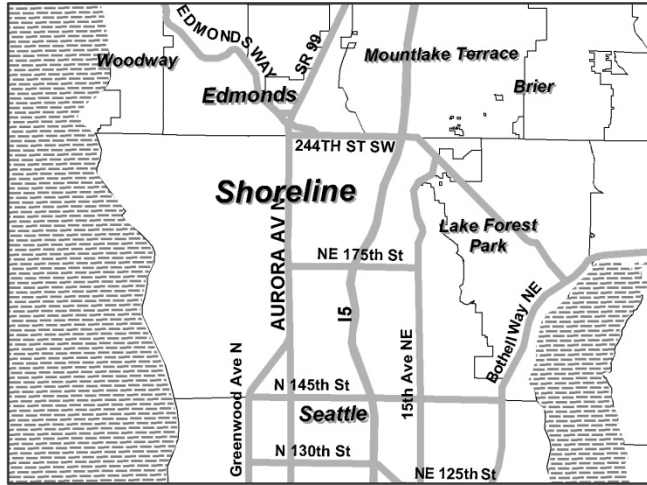 EDMONDS WAY
SR 99
Woodway
Mountlake Terrace
Edmonds
Brier
244TH ST SW
Shoreline
AURORA AV N
Lake Forest
Park
NE 175th St
I5
Bothell Way NE
15th Ave NE
Greenwood Ave N
N 145th St
Seattle
N 130th St
NE 125th St